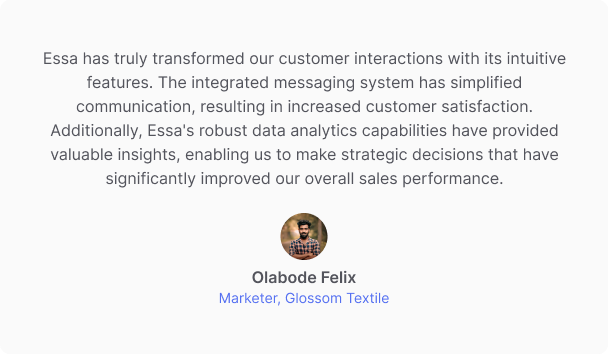 Essa has truly transformed our customer interactions with its intuitive
features. The integrated messaging system has simplified
communication, resulting in increased customer satisfaction.
Additionally, Essa's robust data analytics capabilities have provided
valuable insights, enabling us to make strategic decisions that have
significantly improved our overall sales performance.
Olabode Felix
Marketer, Glossom Textile